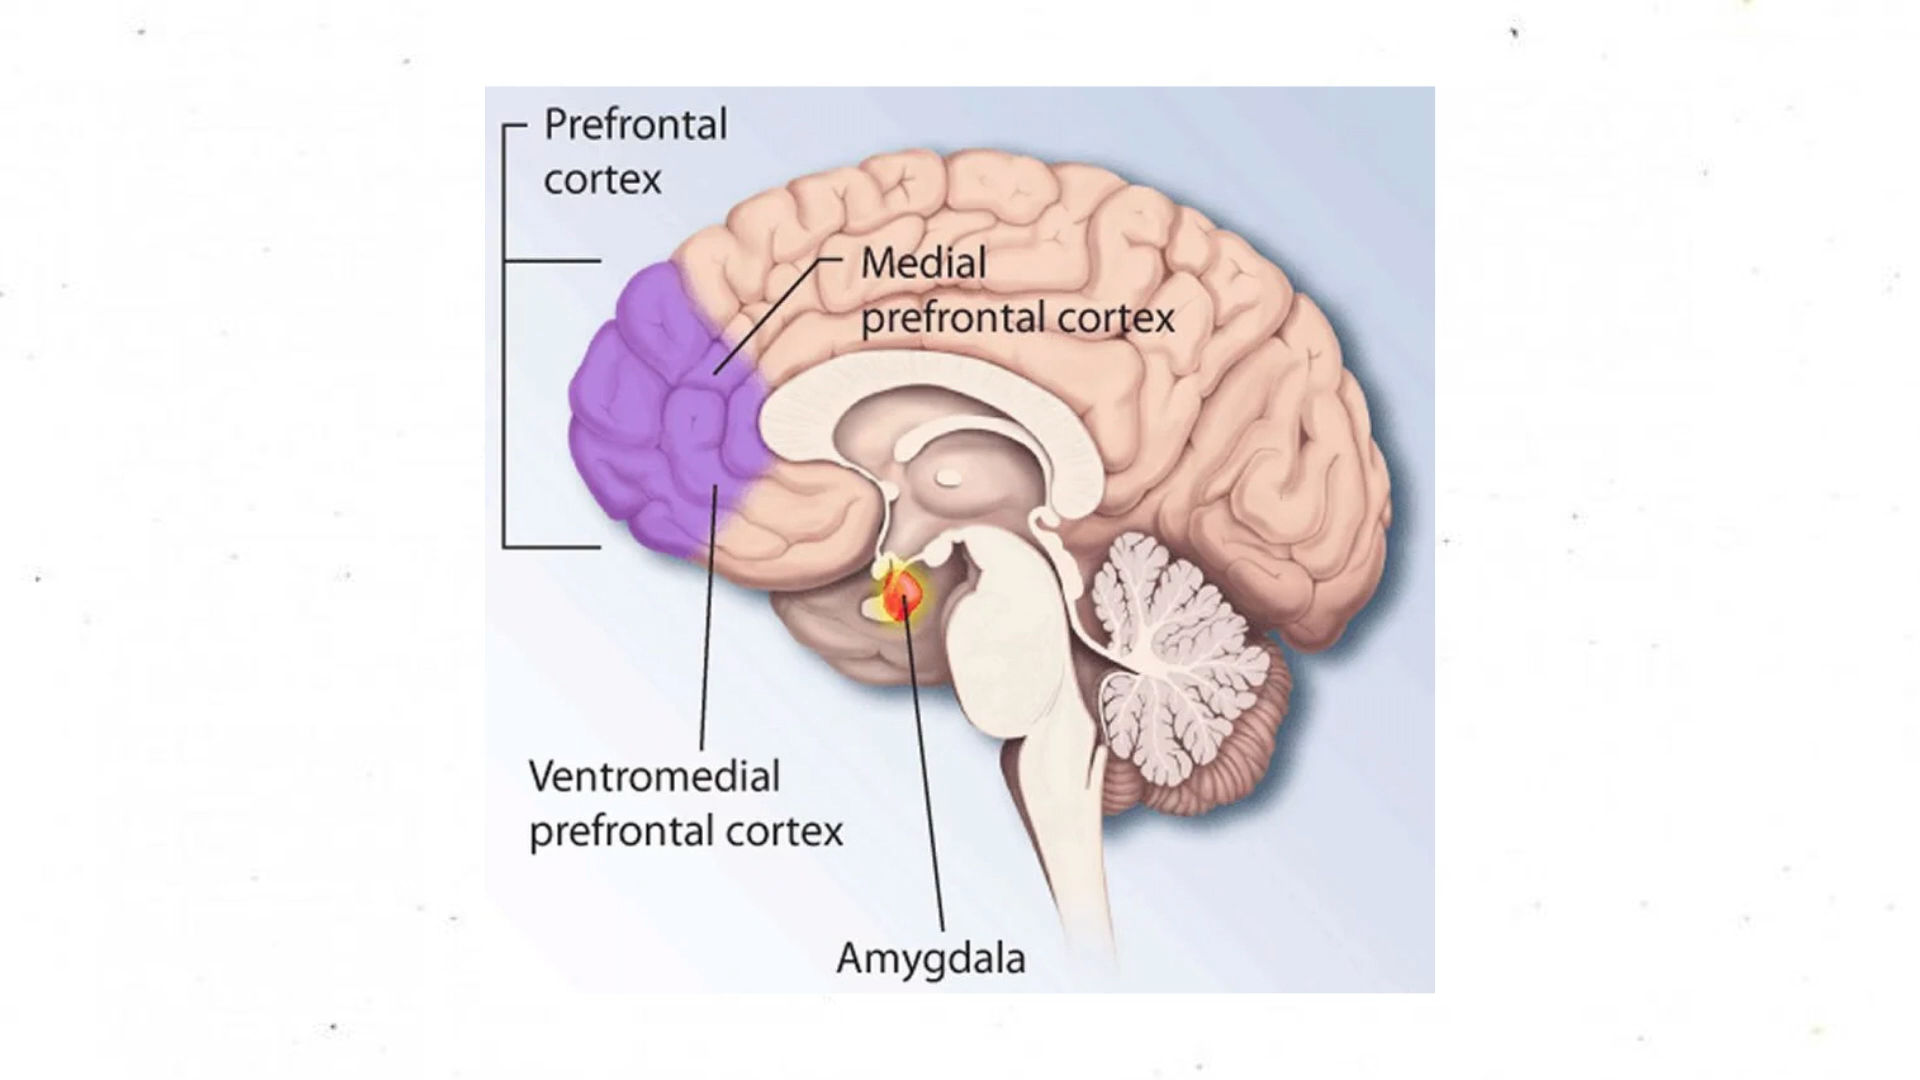 Prefrontal
cortex
Medial
prefrontal cortex
Ventromedial
prefrontal cortex
Amygdala